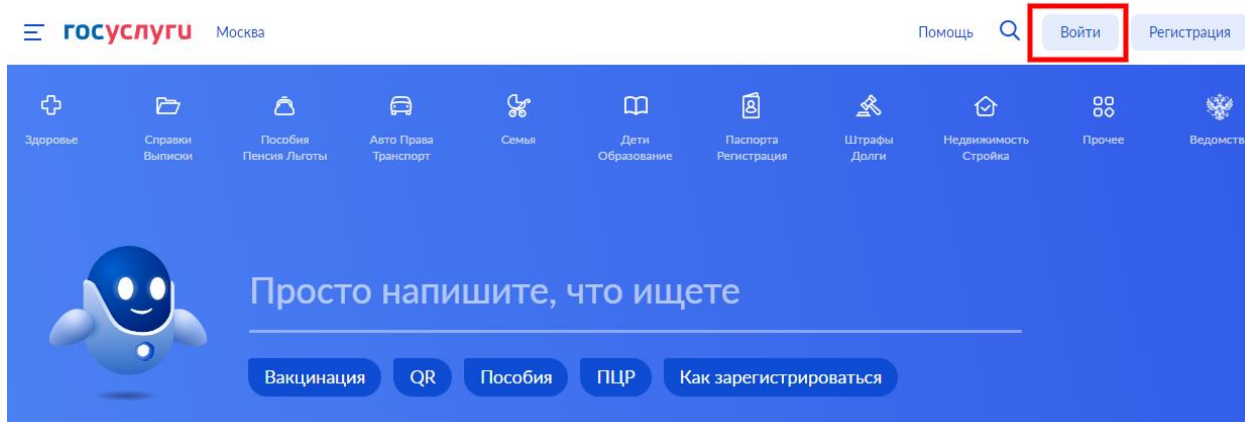 госуслуги Москва Помощь Войти Регистрация
Здоровье
Справки
Выписки
Пособия
Пенсия Льготы
Авто Права
Транспорт
Семья
Дети
Образование
Паспорта
Регистрация
Штрафы
Долги
Недвижимость
Стройка
Прочее
Ведомств
Просто напишите, что ищете
Вакцинация QR Пособия ПЦР Как зарегистрироваться